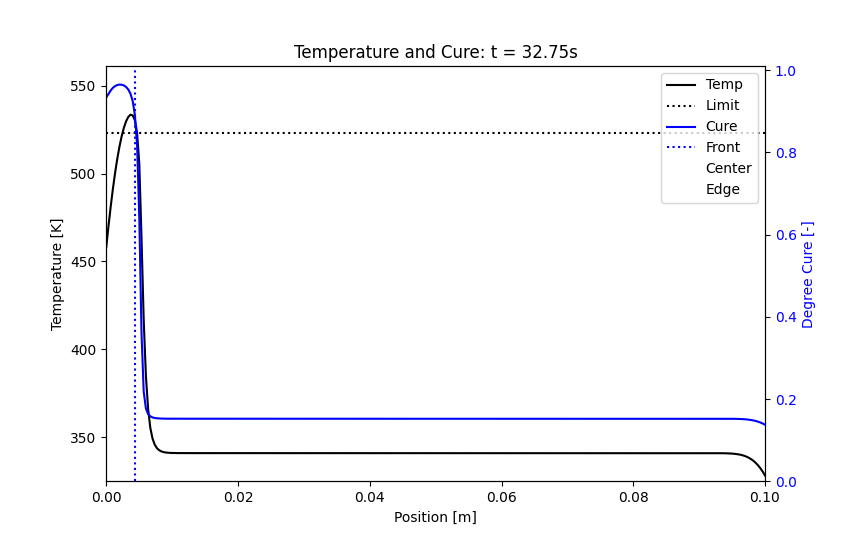 Temperature and Cure: t = 32.75s
Temperature [K]
550
500
450
400
350
Temp
Limit
Cure
Front
Center
Edge
1.0
0.8
0.6
0.4
0.2
0.0
Degree Cure [-]
0.00
0.02
0.04
0.06
0.08
0.10
Position [m]